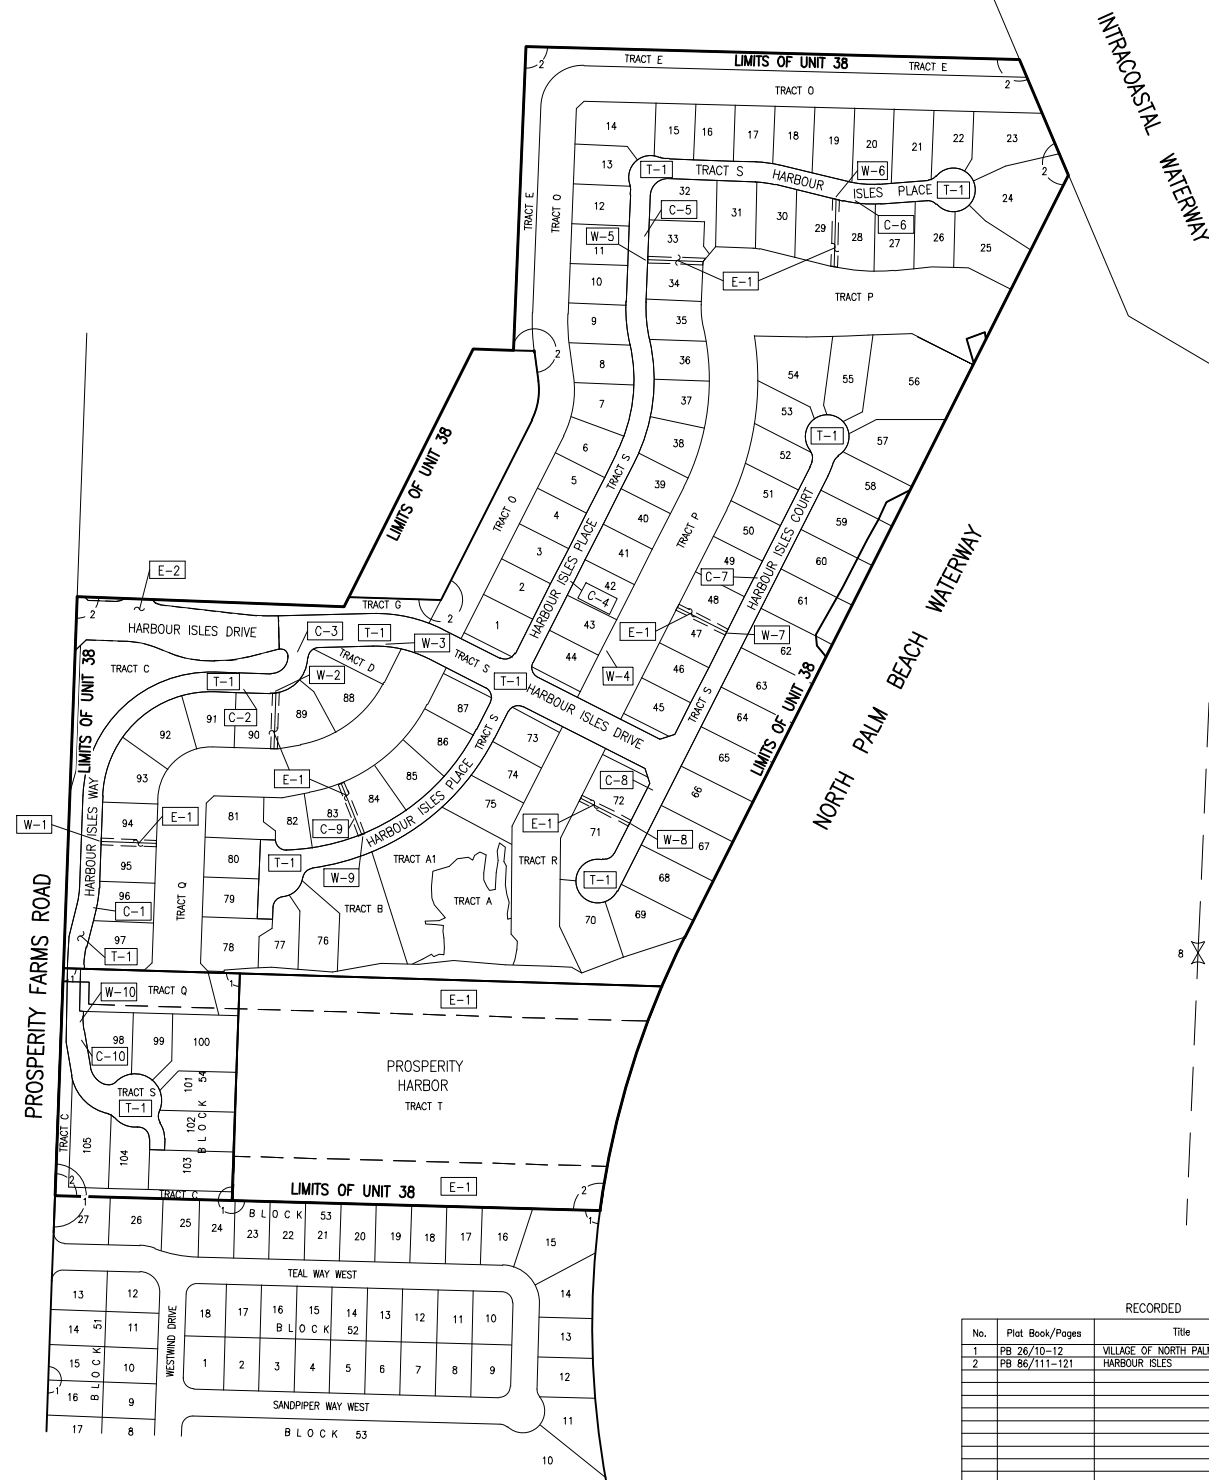 INTRACOASTAL WATERWAY
TRACT E
LIMITS OF UNIT 38
TRACT E
2
2
TRACT O
14
15
16
17
18
19
20
21
22
23
13
T-1
TRACT S
HARBOUR
W-6
ISLES PLACE
T-1
2
24
TRACT E
TRACT O
12
32
C-5
31
30
29
28
C-6
27
26
25
W-5
11
33
E-1
10
34
TRACT P
9
35
2
8
36
54
55
56
7
37
53
T-1
57
LIMITS OF UNIT 38
6
38
52
58
5
TRACT S
39
51
HARBOUR ISLES COURT
59
TRACT O
4
40
TRACT P
50
60
3
HARBOUR ISLES PLACE
41
49
61
NORTH PALM BEACH WATERWAY
E-2
2
42
C-7
C-4
48
2
TRACT G
2
HARBOUR ISLES DRIVE
C-3
T-1
W-3
1
43
E-1
47
W-7
62
TRACT C
TRACT D
W-2
TRACT S
44
W-4
46
63
LIMITS OF UNIT 38
T-1
T-1
HARBOUR ISLES DRIVE
45
TRACT S
64
LIMITS OF UNIT 38
C-2
91
90
89
88
87
92
86
TRACT S
73
65
93
E-1
85
74
C-8
66
84
HARBOUR ISLES PLACE
75
72
W-1
HARBOUR ISLES WAY
94
E-1
81
82
83
C-9
E-1
71
W-8
67
95
80
T-1
W-9
TRACT A1
TRACT R
T-1
68
96
C-1
TRACT Q
79
TRACT B
TRACT A
70
69
97
T-1
78
77
76
8
PROSPERITY FARMS ROAD
1
W-10
TRACT Q
1
E-1
98
99
100
C-10
PROSPERITY
HARBOR
TRACT T
TRACT S
T-1
101
54
102
BLOCK
TRACT C
105
104
103
2
1
TRACT C
LIMITS OF UNIT 38
E-1
2
1
1
27
26
25
24
BLOCK 53
23
22
21
20
19
18
17
16
15
TEAL WAY WEST
13
12
WESTWIND DRIVE
18
17
16
15
14
13
12
11
10
14
BLOCK 52
14
11
BLOCK 51
13
15
10
1
2
3
4
5
6
7
8
9
12
1
16
9
SANDPIPER WAY WEST
11
17
8
BLOCK 53
10
RECORDED
No. Plat Book/Pages Title
1 PB 26/10-12 VILLAGE OF NORTH PALM
2 PB 86/111-121 HARBOUR ISLES